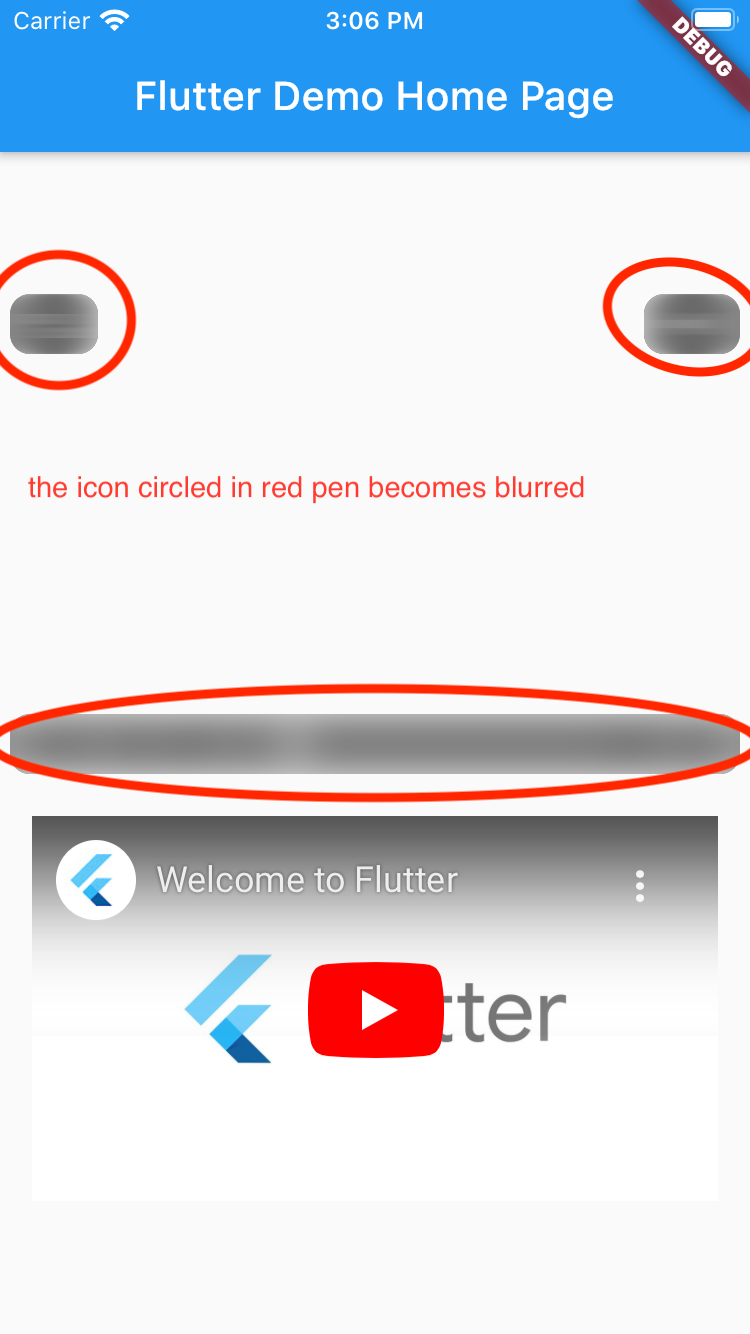 Carrier
3:06 PM
DEBUG
Flutter Demo Home Page
the icon circled in red pen becomes blurred
Welcome to Flutter
tter